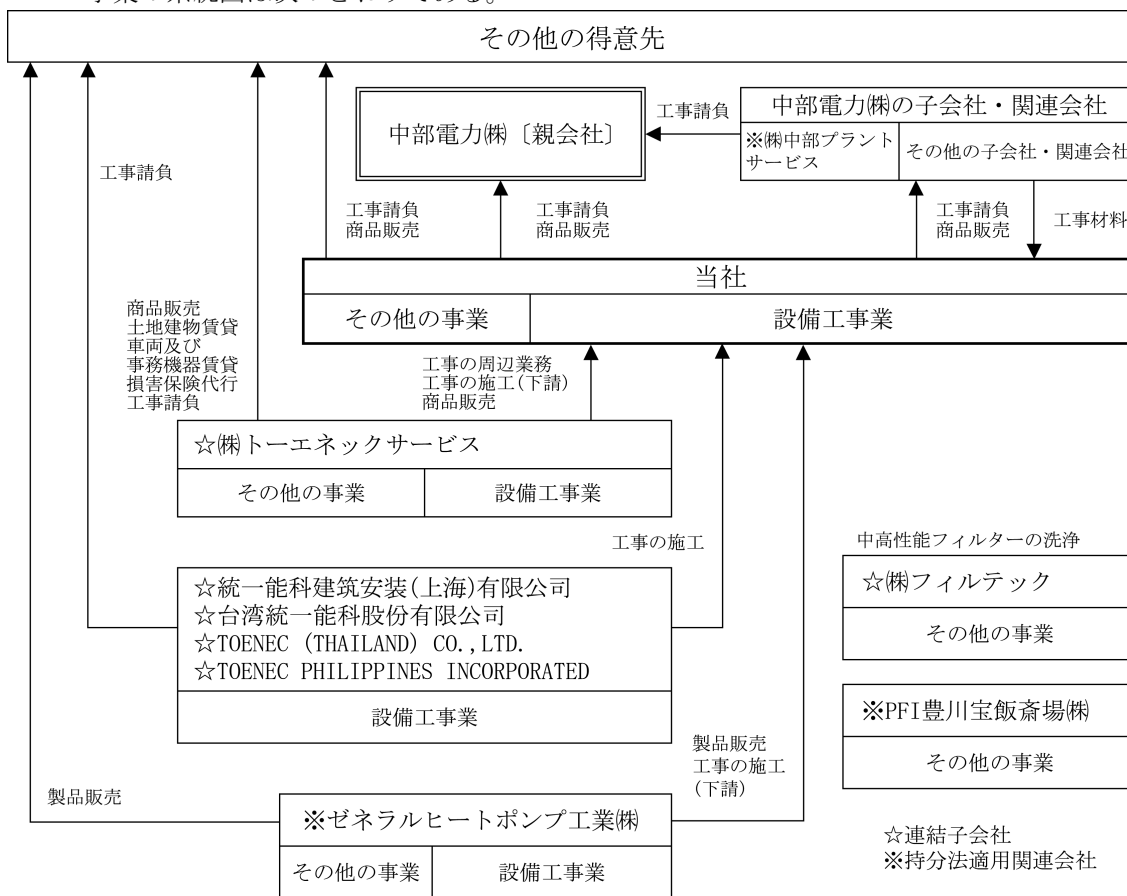 事業の系統図は次のとおりである。
その他の得意先
中部電力㈱〔親会社〕
工事請負
中部電力㈱の子会社・関連会社
※㈱中部プラント
サービス
その他の子会社・関連会社
工事請負
工事請負
商品販売
工事請負
商品販売
工事請負
商品販売
工事材料
当社
その他の事業
設備工事業
商品販売
土地建物賃貸
車両及び
事務機器賃貸
損害保険代行
工事請負
工事の周辺業務
工事の施工(下請)
商品販売
☆㈱トーエネックサービス
その他の事業
設備工事業
工事の施工
中高性能フィルターの洗浄
☆㈱フィルテック
その他の事業
☆統一能科建筑安装(上海)有限公司
☆台湾統一能科股份有限公司
☆TOENEC (THAILAND) CO.,LTD.
☆TOENEC PHILIPPINES INCORPORATED
設備工事業
※PFI豊川宝飯斎場㈱
その他の事業
製品販売
工事の施工
(下請)
製品販売
※ゼネラルヒートポンプ工業㈱
その他の事業
設備工事業
☆連結子会社
※持分法適用関連会社